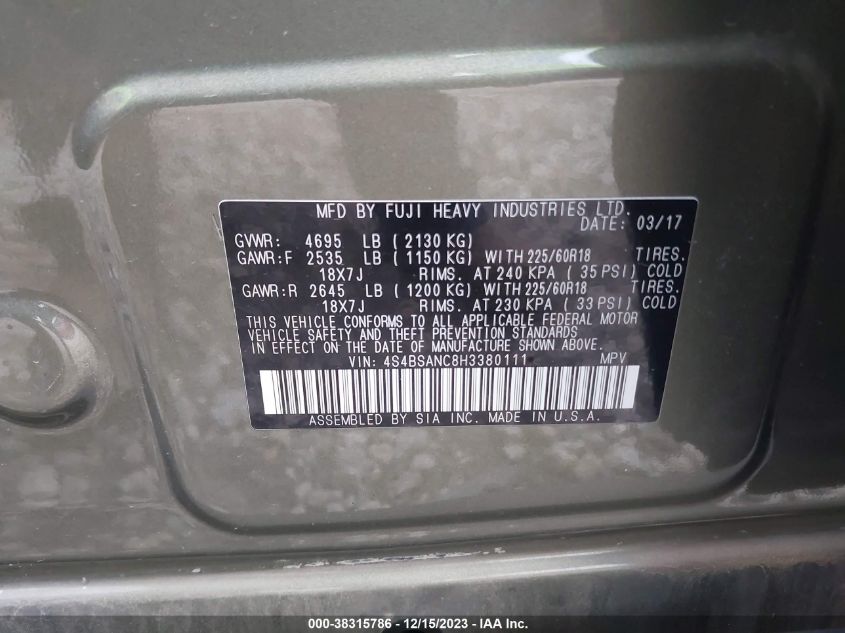 MFD BY FUJI HEAVY INDUSTRIES LTD.
DATE: 03/17
GVWR: 4695 LB ( 2130 KG)
GAWR:F 2535 LB ( 1150 KG) WITH 225/60R18 TIRES.
18X7J RIMS. AT 240 KPA ( 35 PSI) COLD
GAWR:R 2645 LB ( 1200 KG) WITH 225/60R18 TIRES.
18X7J RIMS. AT 230 KPA ( 33 PSI) COLD
THIS VEHICLE CONFORMS TO ALL APPLICABLE FEDERAL MOTOR
VEHICLE SAFETY AND THEFT PREVENTION STANDARDS
IN EFFECT ON THE DATE OF MANUFACTURE SHOWN ABOVE.
VIN: 4S4BSANC8H3380111 MPV
ASSEMBLED BY SIA INC. MADE IN U.S.A.
000-38315786 - 12/15/2023 - IAA Inc.